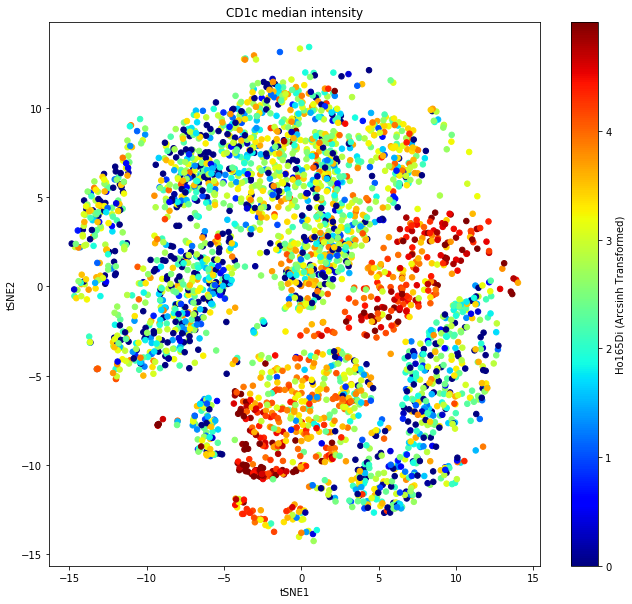 CD1c median intensity
10
5
0
−5
−10
−15
tSNE2
−15 −10 −5 0 5 10 15
tSNE1
4
3
2
1
0
Ho165Di (Arcsinh Transformed)